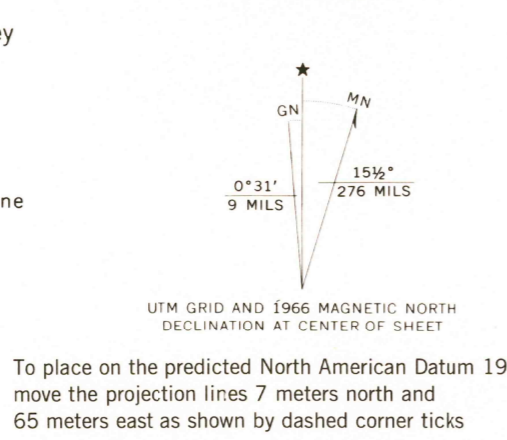 ey
ne
★
GN
MN
0°31′
9 MILS
15½°
276 MILS
UTM GRID AND 1966 MAGNETIC NORTH
DECLINATION AT CENTER OF SHEET
To place on the predicted North American Datum 19
move the projection lines 7 meters north and
65 meters east as shown by dashed corner ticks